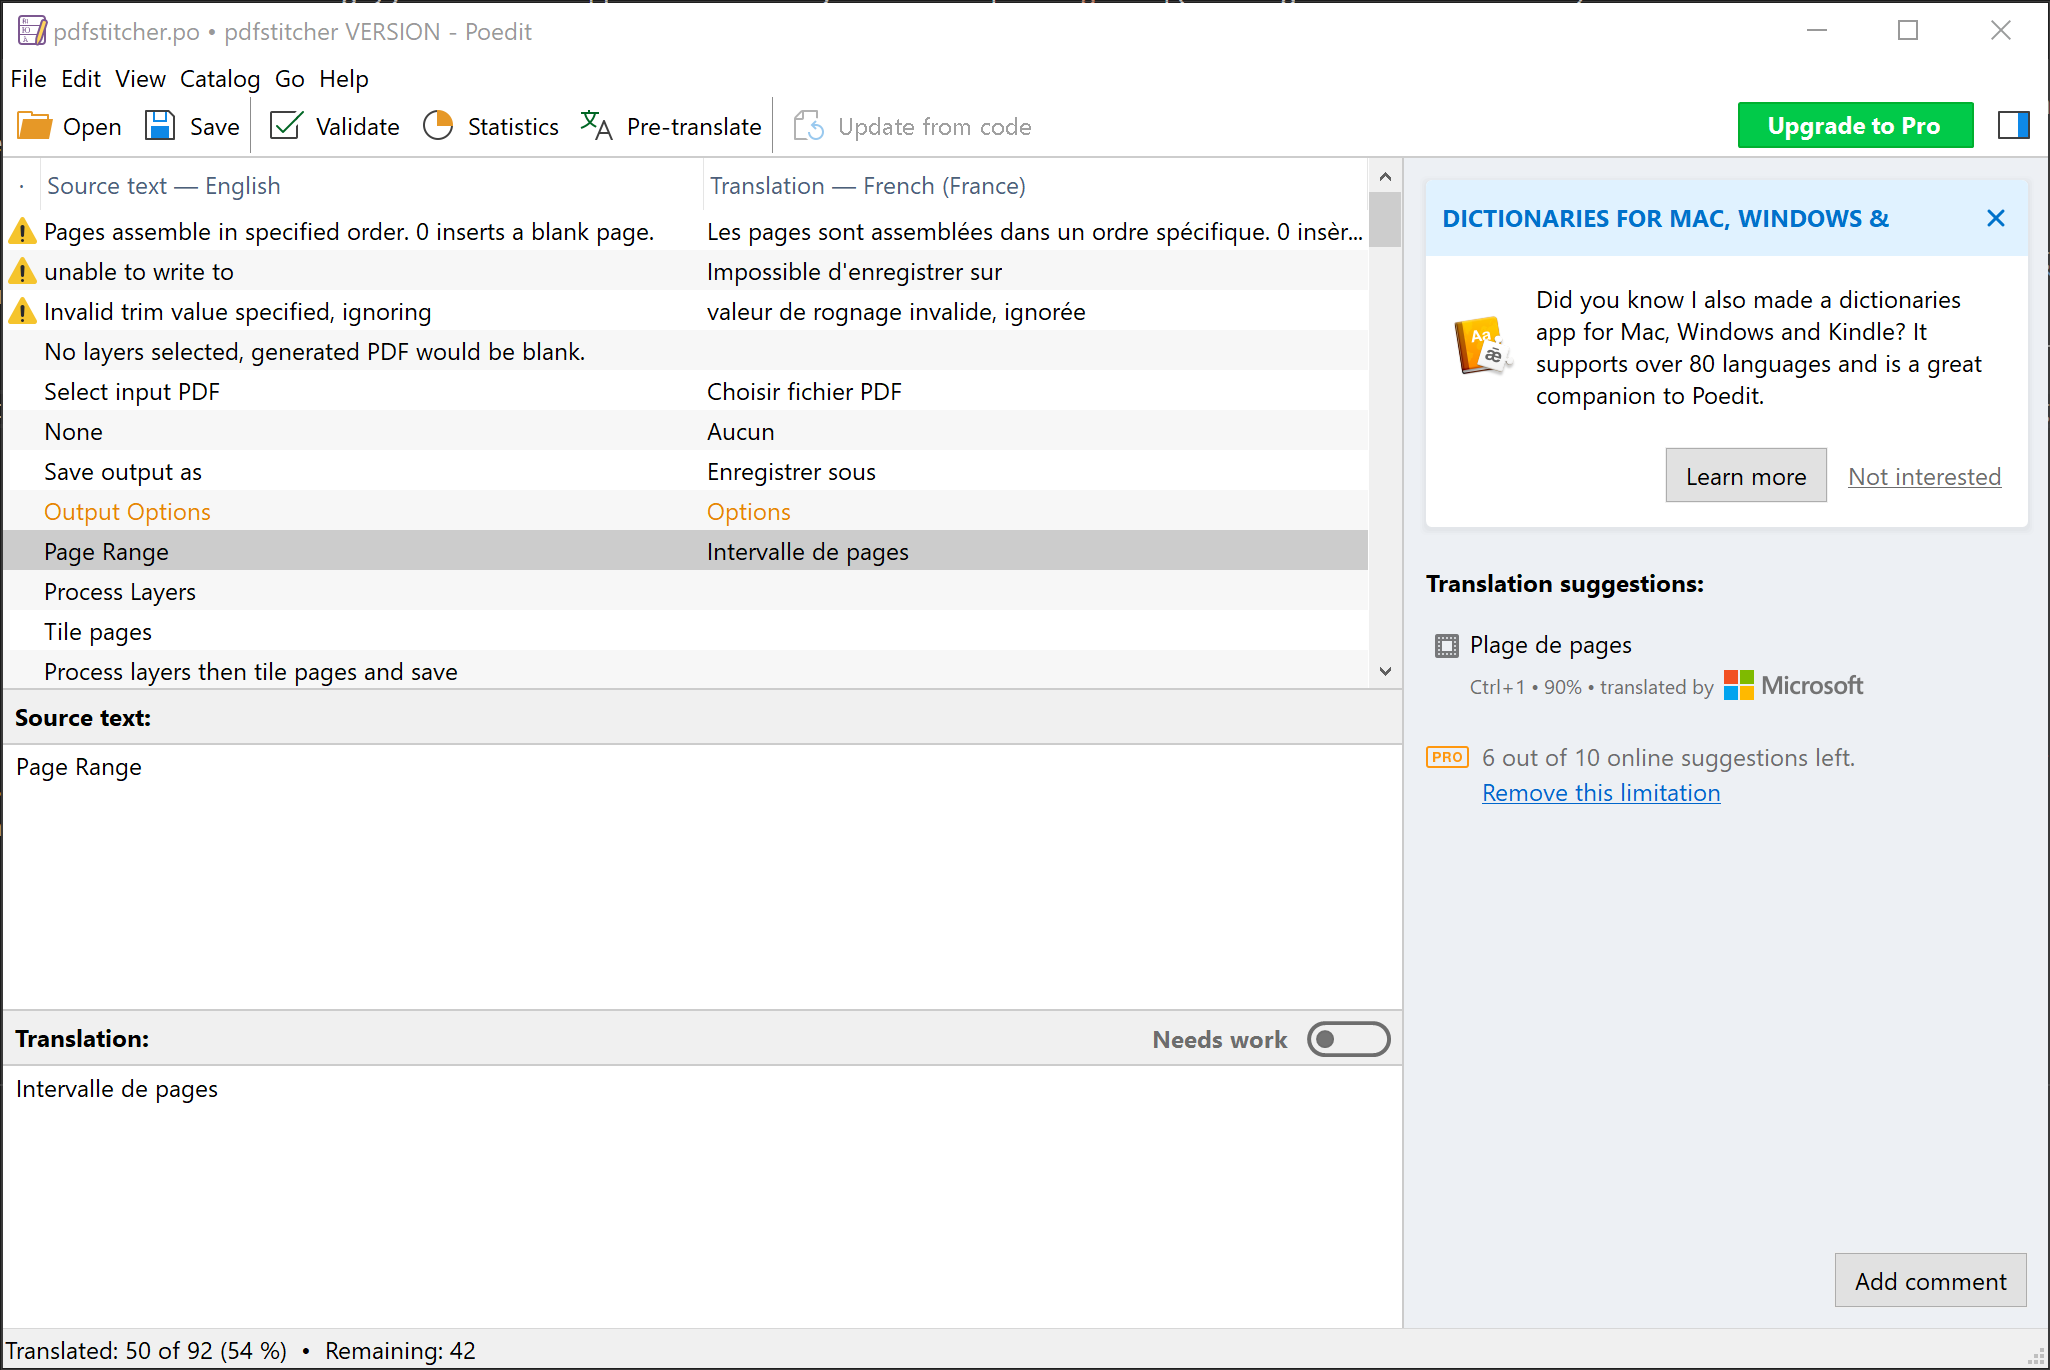 pdfstitcher.po • pdfstitcher VERSION - Poedit
File Edit View Catalog Go Help
Open Save Validate Statistics Pre-translate Update from code Upgrade to Pro
· Source text — English Translation — French (France)
Pages assemble in specified order. 0 inserts a blank page. Les pages sont assemblées dans un ordre spécifique. 0 insèr...
unable to write to Impossible d'enregistrer sur
Invalid trim value specified, ignoring valeur de rognage invalide, ignorée
No layers selected, generated PDF would be blank.
Select input PDF Choisir fichier PDF
None Aucun
Save output as Enregistrer sous
Output Options Options
Page Range Intervalle de pages
Process Layers
Tile pages
Process layers then tile pages and save
Source text:
Page Range
Translation: Needs work
Intervalle de pages
DICTIONARIES FOR MAC, WINDOWS &
Did you know I also made a dictionaries
app for Mac, Windows and Kindle? It
supports over 80 languages and is a great
companion to Poedit.
Learn more Not interested
Translation suggestions:
Plage de pages
Ctrl+1 • 90% • translated by Microsoft
PRO 6 out of 10 online suggestions left.
Remove this limitation
Add comment
Translated: 50 of 92 (54 %) • Remaining: 42